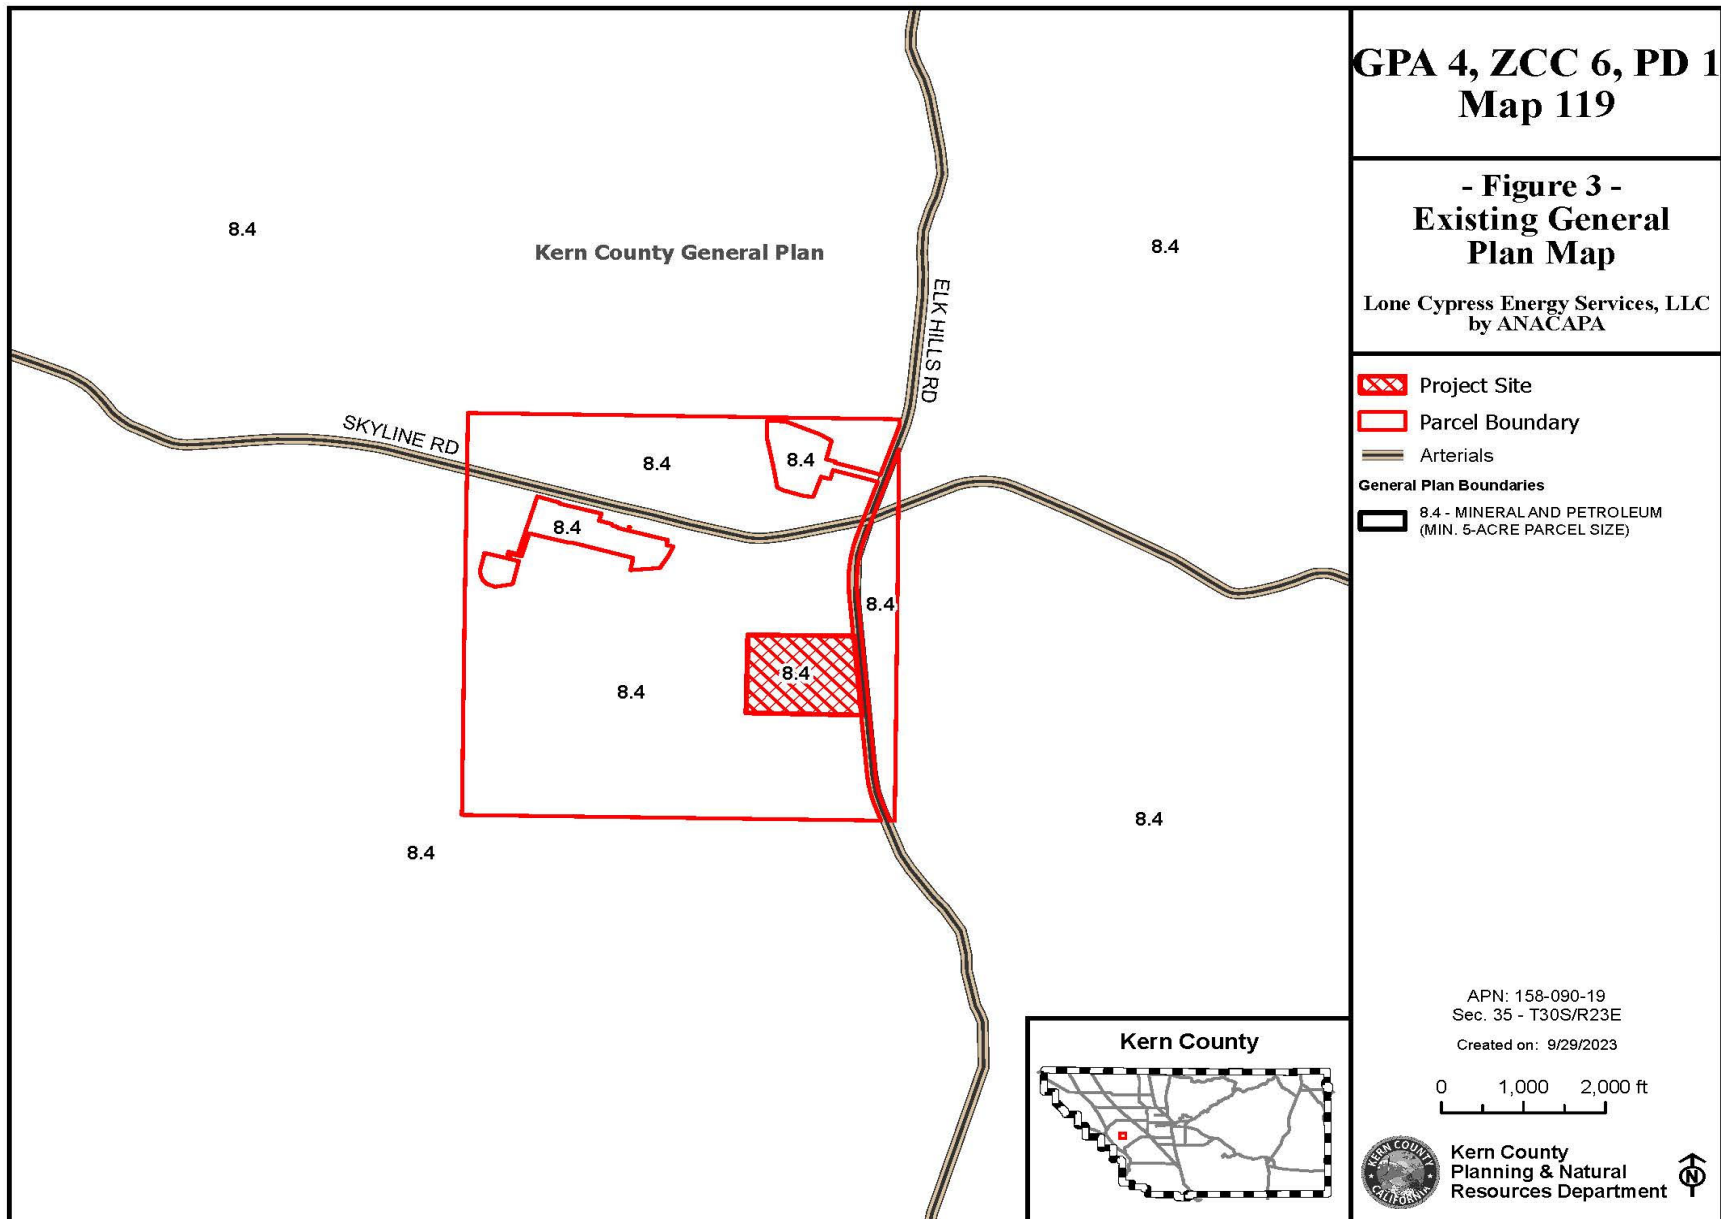 GPA 4, ZCC 6, PD 1
Map 119
- Figure 3 -
Existing General
Plan Map
Lone Cypress Energy Services, LLC
by ANACAPA
Project Site
Parcel Boundary
Arterials
General Plan Boundaries
8.4 - MINERAL AND PETROLEUM
(MIN. 5-ACRE PARCEL SIZE)
8.4
Kern County General Plan
8.4
ELK HILLS RD
SKYLINE RD
8.4
8.4
8.4
8.4
8.4
8.4
8.4
8.4
Kern County
APN: 158-090-19
Sec. 35 - T30S/R23E
Created on: 9/29/2023
0 1,000 2,000 ft
KERN COUNTY
CALIFORNIA
Kern County
Planning & Natural
Resources Department
N